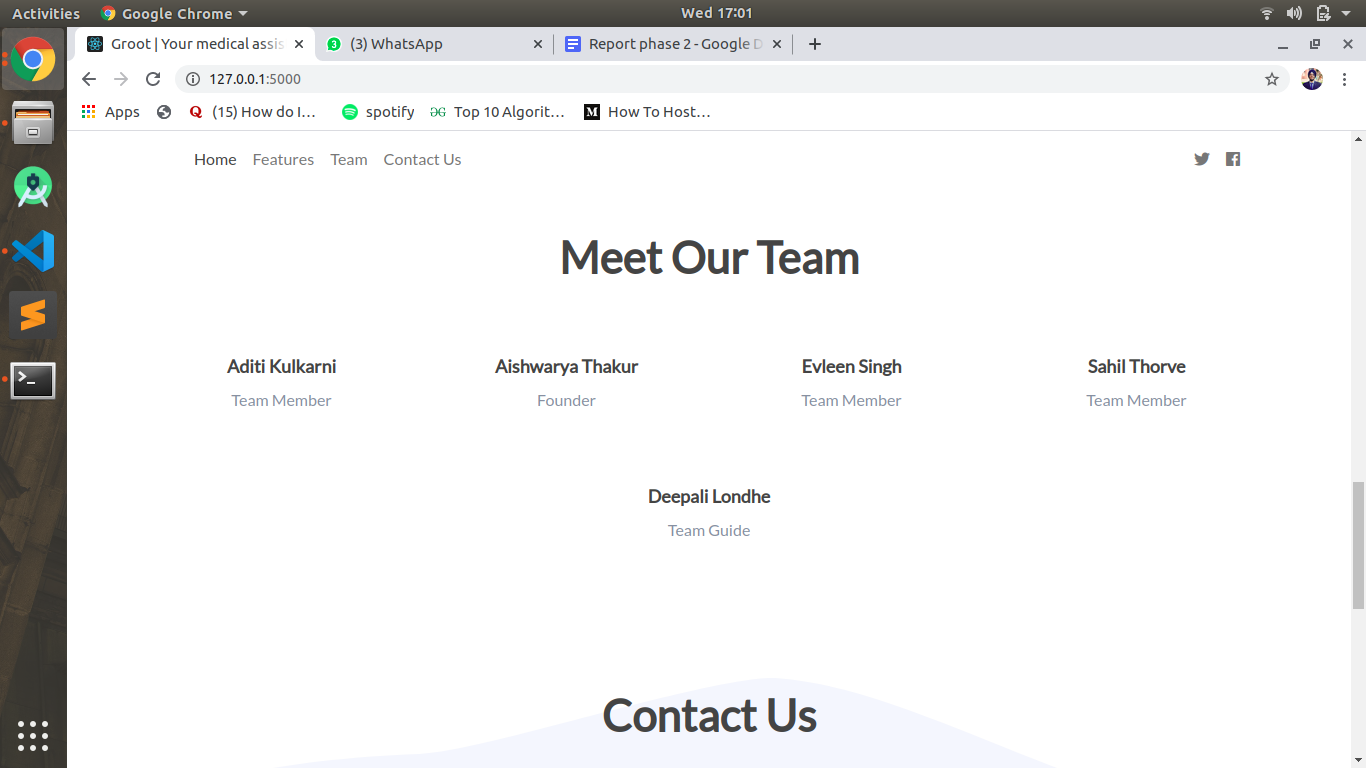 Activities Google Chrome Wed 17:01
Groot | Your medical assis (3) WhatsApp Report phase 2 - Google D
127.0.0.1:5000
Apps (15) How do I… spotify Top 10 Algorit… How To Host…
Home Features Team Contact Us
Meet Our Team
Aditi Kulkarni Aishwarya Thakur Evleen Singh Sahil Thorve
Team Member Founder Team Member Team Member
Deepali Londhe
Team Guide
Contact Us